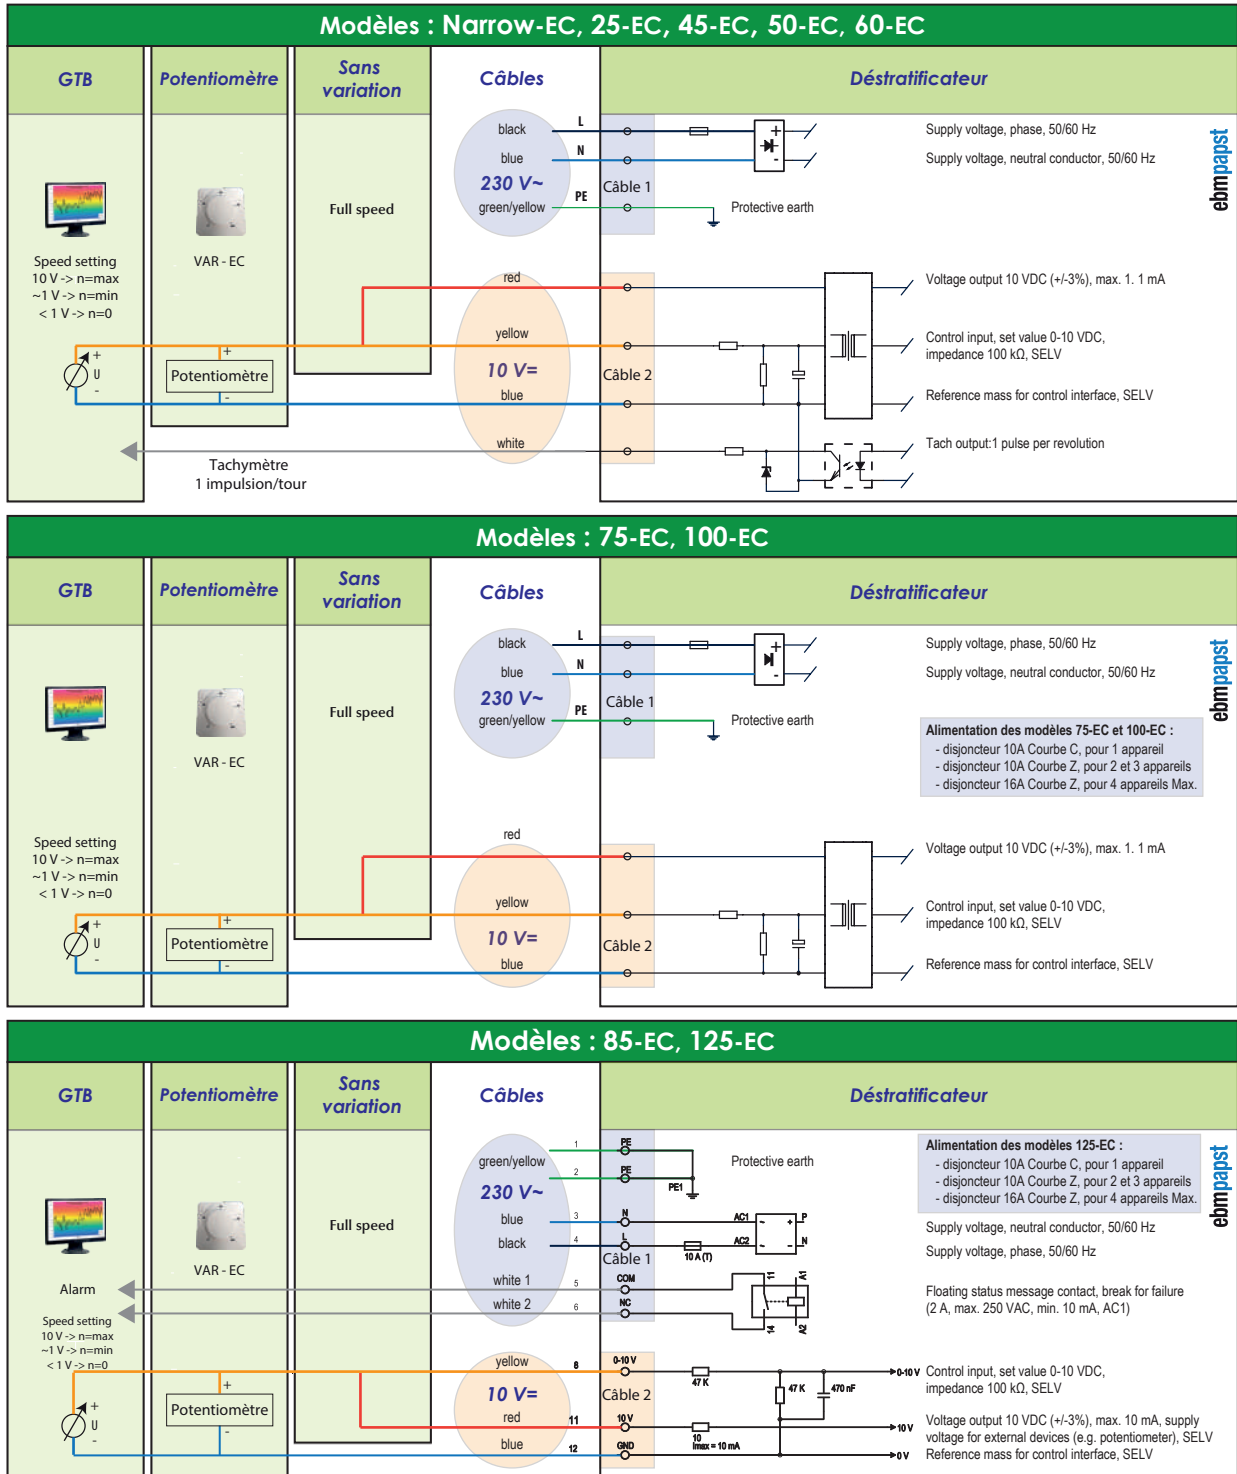 Modèles : Narrow-EC, 25-EC, 45-EC, 50-EC, 60-EC
GTB
Potentiomètre
Sans
variation
Câbles
Déstratificateur
black
L
Supply voltage, phase, 50/60 Hz
blue
N
Supply voltage, neutral conductor, 50/60 Hz
230 V~
Câble 1
green/yellow
PE
Protective earth
+
-
ebmpapst
VAR - EC
Full speed
Speed setting
10 V -> n=max
~1 V -> n=min
< 1 V -> n=0
red
Voltage output 10 VDC (+/-3%), max. 1. 1 mA
yellow
Control input, set value 0-10 VDC,
impedance 100 kΩ, SELV
+
U
-
+
Potentiomètre
-
10 V=
Câble 2
blue
Reference mass for control interface, SELV
white
Tach output:1 pulse per revolution
Tachymètre
1 impulsion/tour
Modèles : 75-EC, 100-EC
GTB
Potentiomètre
Sans
variation
Câbles
Déstratificateur
black
L
Supply voltage, phase, 50/60 Hz
blue
N
Supply voltage, neutral conductor, 50/60 Hz
230 V~
Câble 1
green/yellow
PE
Protective earth
+
-
ebmpapst
Alimentation des modèles 75-EC et 100-EC :
- disjoncteur 10A Courbe C, pour 1 appareil
- disjoncteur 10A Courbe Z, pour 2 et 3 appareils
- disjoncteur 16A Courbe Z, pour 4 appareils Max.
VAR - EC
Full speed
Speed setting
10 V -> n=max
~1 V -> n=min
< 1 V -> n=0
red
Voltage output 10 VDC (+/-3%), max. 1. 1 mA
yellow
Control input, set value 0-10 VDC,
impedance 100 kΩ, SELV
+
U
-
+
Potentiomètre
-
10 V=
Câble 2
blue
Reference mass for control interface, SELV
Modèles : 85-EC, 125-EC
GTB
Potentiomètre
Sans
variation
Câbles
Déstratificateur
1
PE
green/yellow
2
PE
PE1
Protective earth
Alimentation des modèles 125-EC :
- disjoncteur 10A Courbe C, pour 1 appareil
- disjoncteur 10A Courbe Z, pour 2 et 3 appareils
- disjoncteur 16A Courbe Z, pour 4 appareils Max.
ebmpapst
230 V~
blue
3
N
AC1
~
+
P
Supply voltage, neutral conductor, 50/60 Hz
black
4
L
10 A (T)
AC2
~
-
N
Supply voltage, phase, 50/60 Hz
Câble 1
VAR - EC
Full speed
Alarm
white 1
5
COM
11
A1
Floating status message contact, break for failure
(2 A, max. 250 VAC, min. 10 mA, AC1)
white 2
6
NC
14
A2
Speed setting
10 V -> n=max
~1 V -> n=min
< 1 V -> n=0
yellow
8
0-10 V
47 K
47 K
470 nF
0-10 V
Control input, set value 0-10 VDC,
impedance 100 kΩ, SELV
+
U
-
+
Potentiomètre
-
10 V=
Câble 2
red
11
10 V
10
Imax = 10 mA
10 V
Voltage output 10 VDC (+/-3%), max. 10 mA, supply
voltage for external devices (e.g. potentiometer), SELV
blue
12
GND
0 V
Reference mass for control interface, SELV